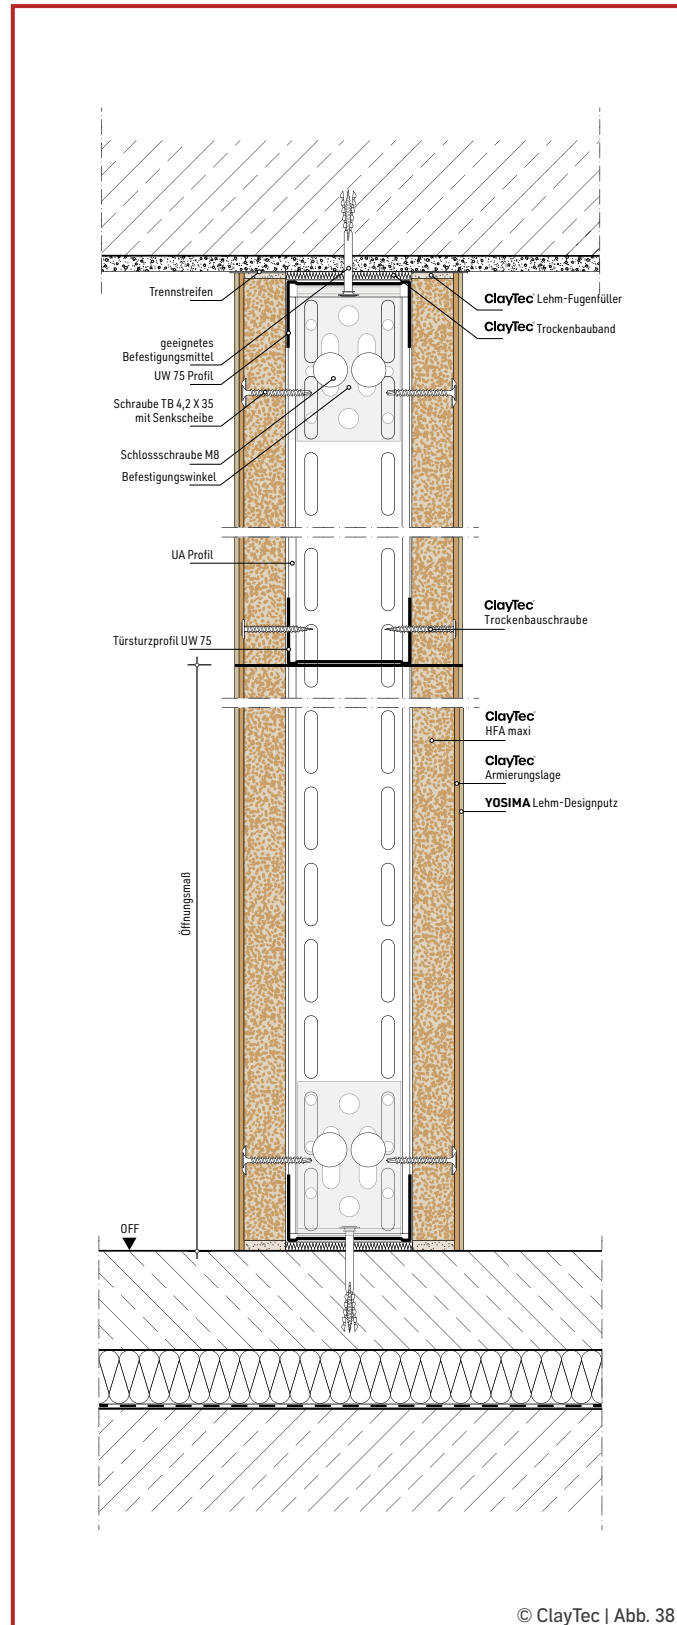 Trennstreifen
geeignetes
Befestigungsmittel
UW 75 Profil
Schraube TB 4,2 X 35
mit Senkscheibe
Schlossschraube M8
Befestigungswinkel
UA Profil
Türsturzprofil UW 75
Öffnungsmaß
OFF
ClayTec® Lehm-Fugenfüller
ClayTec® Trockenbauband
ClayTec®
Trockenbauschraube
ClayTec®
HFA maxi
ClayTec®
Armierungslage
YOSIMA Lehm-Designputz
© ClayTec | Abb. 38